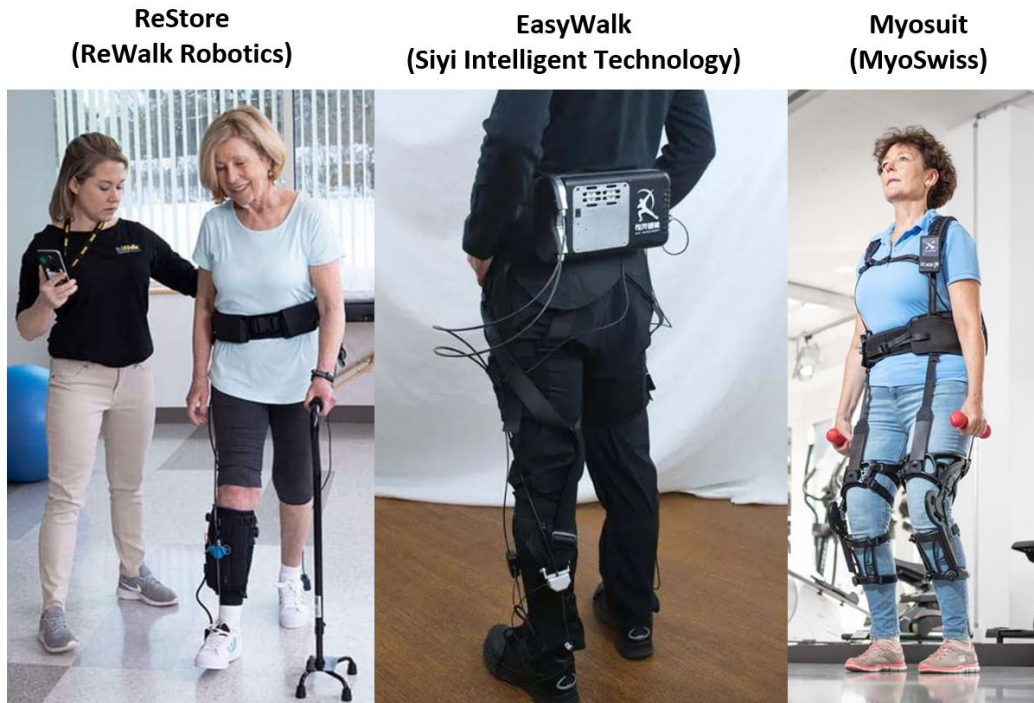 ReStore
(ReWalk Robotics)
EasyWalk
(Siyi Intelligent Technology)
Myosuit
(MyoSwiss)